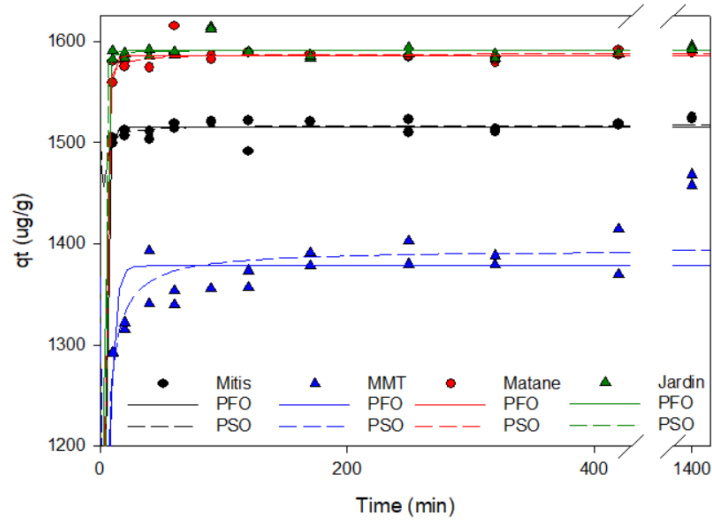 1600
1500
1400
1300
1200
qt (ug/g)
Mitis MMT Matane Jardin
PFO PFO PFO PFO
PSO PSO PSO PSO
0 200 400 1400
Time (min)